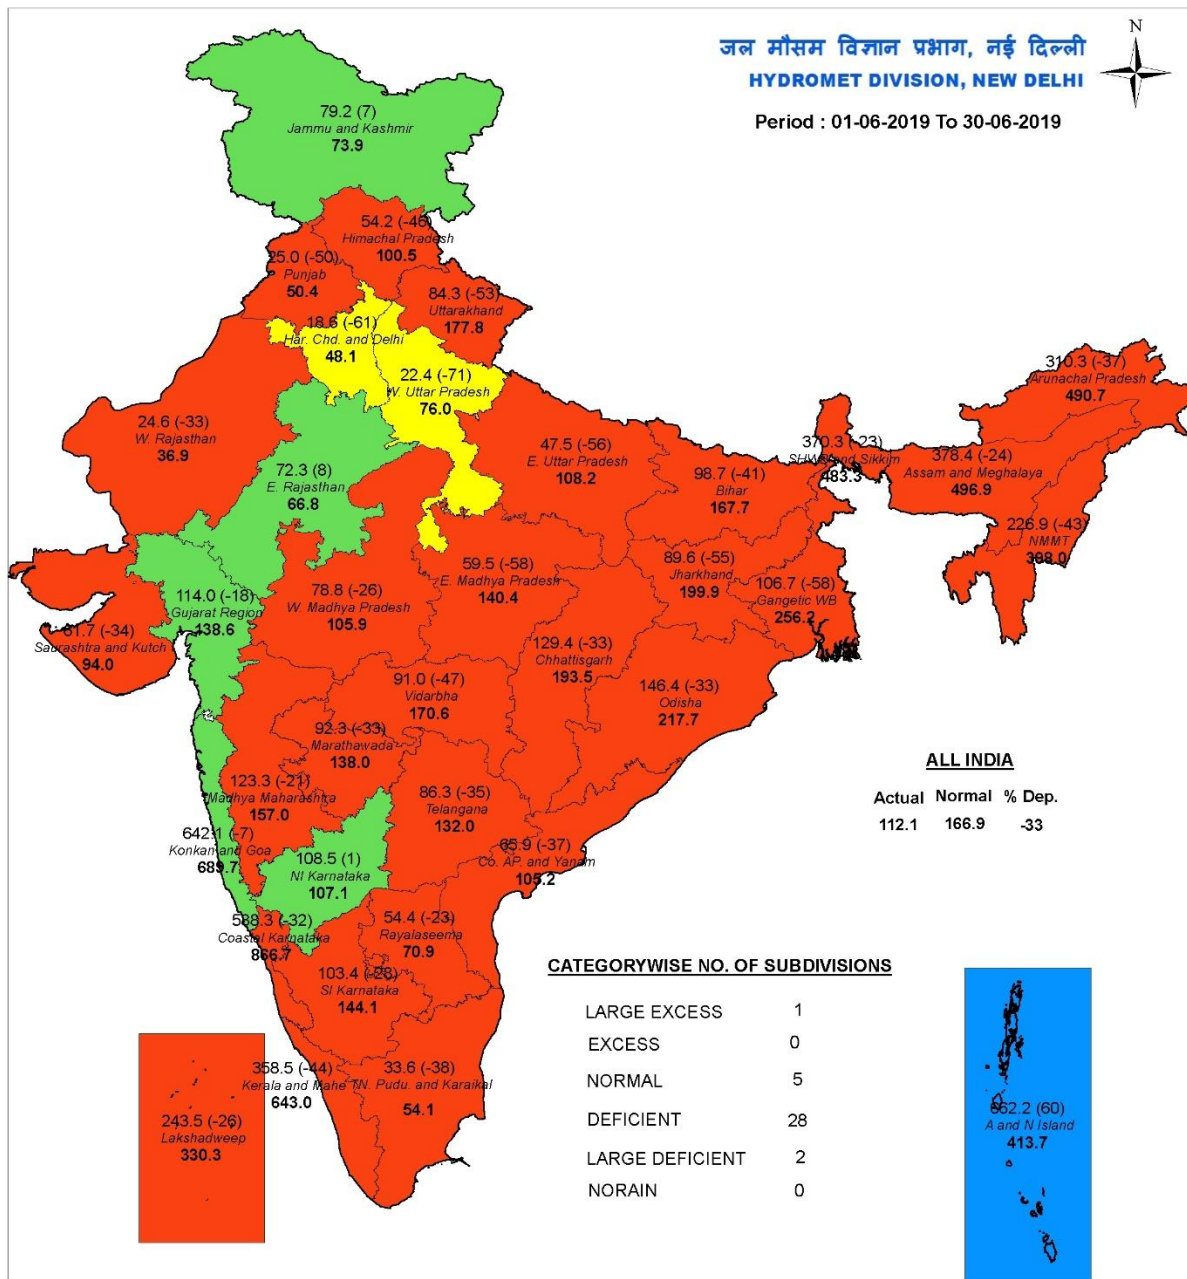 जल मौसम विज्ञान प्रभाग, नई दिल्ली
HYDROMET DIVISION, NEW DELHI
Period : 01-06-2019 To 30-06-2019
N
79.2 (7)
Jammu and Kashmir
73.9
54.2 (-46)
Himachal Pradesh
100.5
25.0 (-50)
Punjab
50.4
84.3 (-53)
Uttarakhand
177.8
18.6 (-61)
Har. Chd. and Delhi
48.1
22.4 (-71)
W. Uttar Pradesh
76.0
310.3 (-37)
Arunachal Pradesh
490.7
24.6 (-33)
W. Rajasthan
36.9
47.5 (-56)
E. Uttar Pradesh
108.2
370.3 (-23)
SHWB and Sikkim
483.3
378.4 (-24)
Assam and Meghalaya
496.9
72.3 (8)
E. Rajasthan
66.8
98.7 (-41)
Bihar
167.7
226.9 (-43)
NMMT
398.0
59.5 (-58)
E. Madhya Pradesh
140.4
89.6 (-55)
Jharkhand
199.9
106.7 (-58)
Gangetic WB
256.2
114.0 (-18)
Gujarat Region
138.6
78.8 (-26)
W. Madhya Pradesh
105.9
61.7 (-34)
Saurashtra and Kutch
94.0
129.4 (-33)
Chhattisgarh
193.5
91.0 (-47)
Vidarbha
170.6
146.4 (-33)
Odisha
217.7
92.3 (-33)
Marathawada
138.0
123.3 (-21)
Madhya Maharashtra
157.0
86.3 (-35)
Telangana
132.0
ALL INDIA
Actual Normal % Dep.
112.1 166.9 -33
642.1 (-7)
Konkan and Goa
689.7
108.5 (1)
NI Karnataka
107.1
65.9 (-37)
Co. AP. and Yanam
105.2
588.3 (-32)
Coastal Karnataka
866.7
54.4 (-23)
Rayalaseema
70.9
103.4 (-28)
SI Karnataka
144.1
CATEGORYWISE NO. OF SUBDIVISIONS
LARGE EXCESS 1
EXCESS 0
NORMAL 5
DEFICIENT 28
LARGE DEFICIENT 2
NORAIN 0
358.5 (-44)
Kerala and Mahe
643.0
33.6 (-38)
TN. Pudu. and Karaikal
54.1
243.5 (-26)
Lakshadweep
330.3
662.2 (60)
A and N Island
413.7